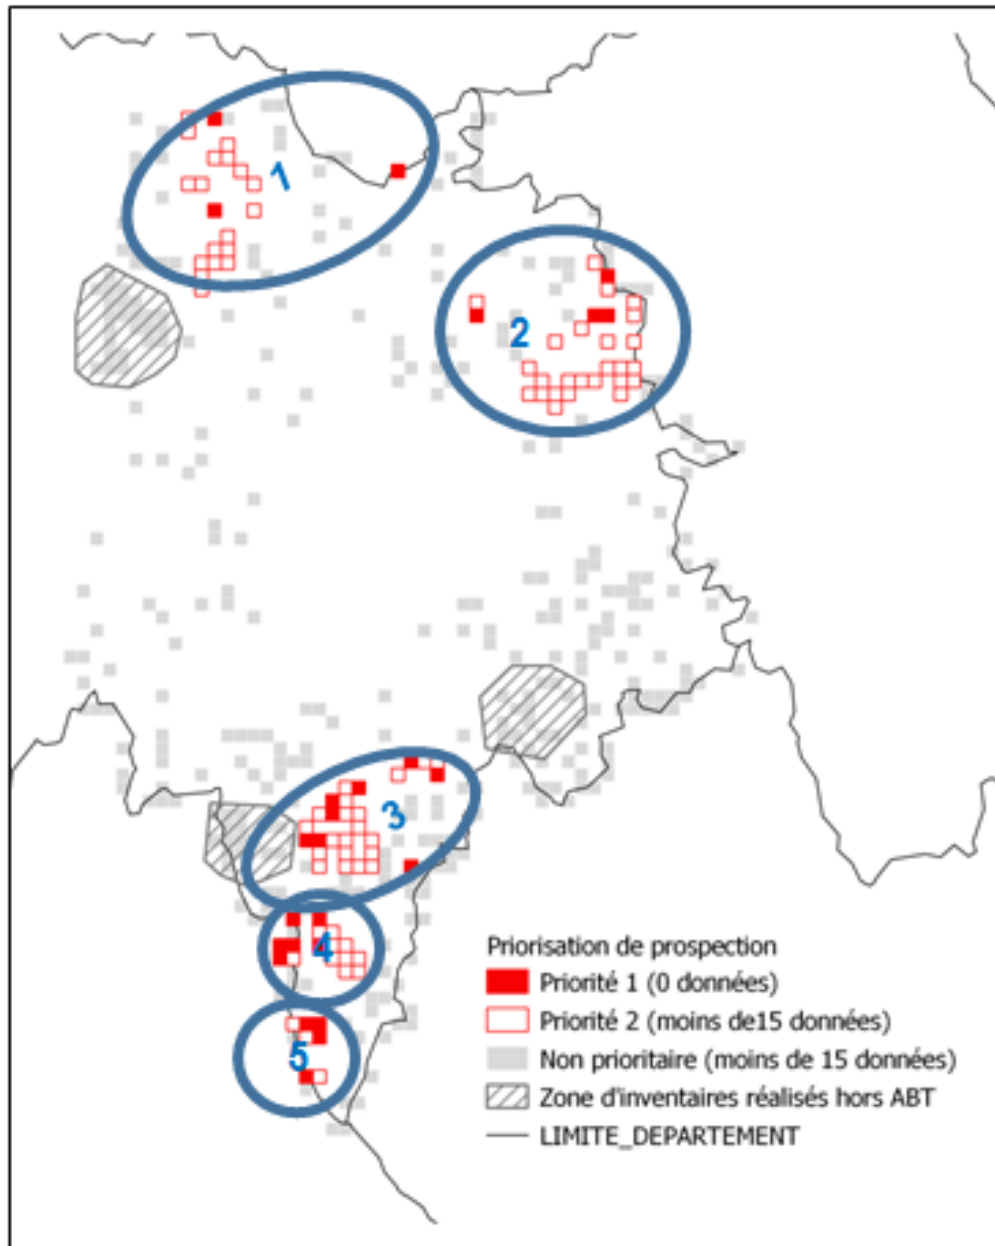 1
2
3
4
5
Priorisation de prospection
Priorité 1 (0 données)
Priorité 2 (moins de15 données)
Non prioritaire (moins de 15 données)
Zone d'inventaires réalisés hors ABT
LIMITE_DEPARTEMENT